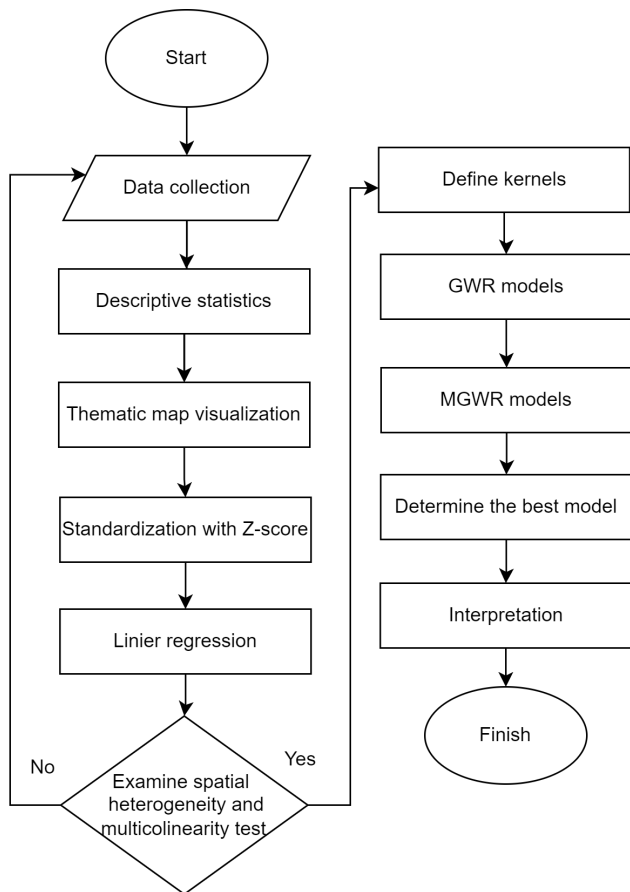 Start
Data collection
Descriptive statistics
Thematic map visualization
Standardization with Z-score
Linier regression
No
Yes
Examine spatial
heterogeneity and
multicolinearity test
Define kernels
GWR models
MGWR models
Determine the best model
Interpretation
Finish